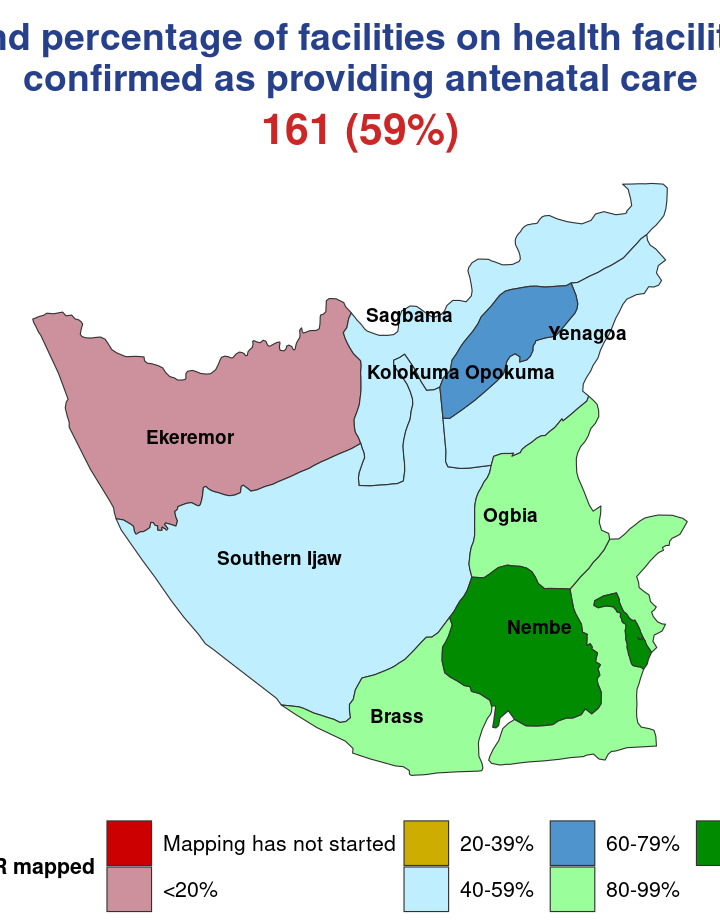 nd percentage of facilities on health facilit
confirmed as providing antenatal care
161 (59%)
Sagbama
Yenagoa
Kolokuma Opokuma
Ekeremor
Ogbia
Southern Ijaw
Nembe
Brass
R mapped
Mapping has not started
20-39%
60-79%
<20%
40-59%
80-99%